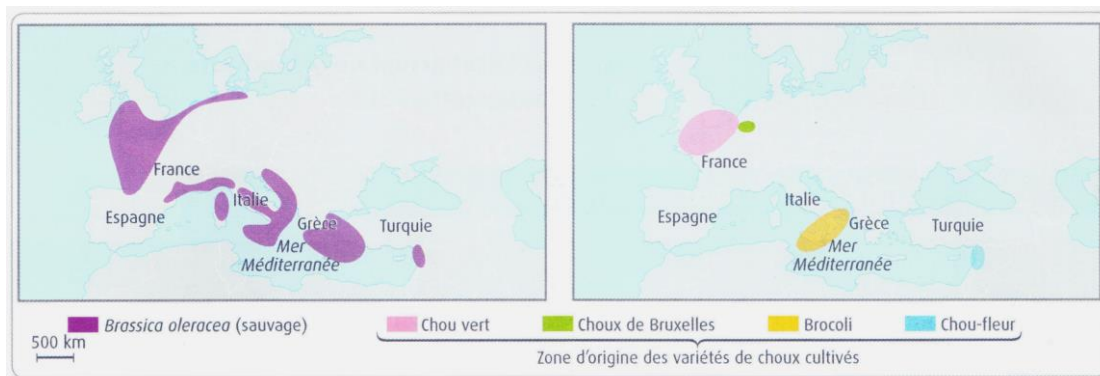 France
Italie
Espagne
Grèce
Turquie
Mer
Méditerranée
France
Italie
Espagne
Grèce
Turquie
Mer
Méditerranée
Brassica oleracea (sauvage)
Chou vert
Choux de Bruxelles
Brocoli
Chou-fleur
500 km
Zone d'origine des variétés de choux cultivés